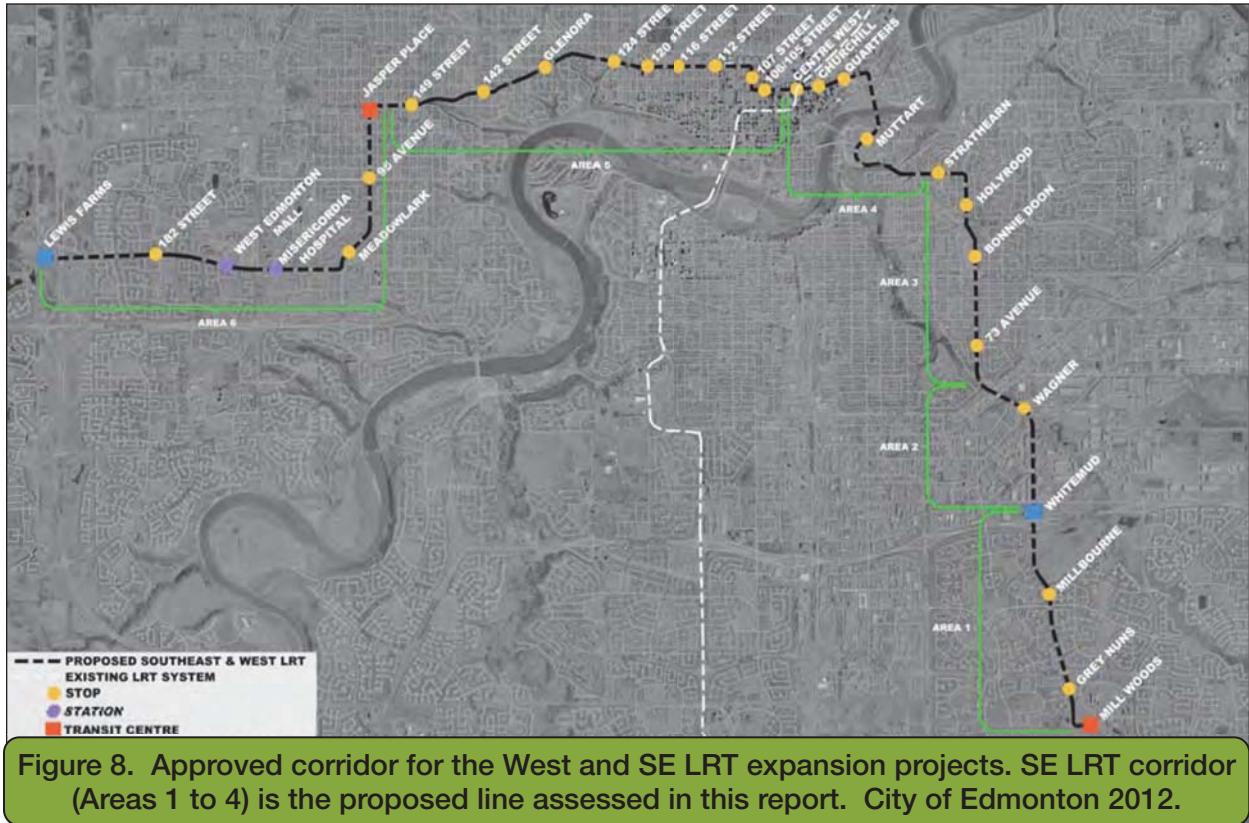 LEWIS FARMS
182 STREET
WEST EDMONTON
MALL
MISERICORDIA
HOSPITAL
MEADOWLARK
95 AVENUE
JASPER PLACE
149 STREET
142 STREET
GLENORA
124 STREET
120 STREET
116 STREET
112 STREET
107 STREET
106/105 STREET
CENTRE WEST
CHURCHILL
QUARTERS
MUTTART
STRATHEARN
HOLYROOD
BONNIE DOON
73 AVENUE
WAGNER
WHITEMUD
MILLBOURNE
GREY NUNS
MILL WOODS
AREA 6
AREA 5
AREA 4
AREA 3
AREA 2
AREA 1
PROPOSED SOUTHEAST & WEST LRT
EXISTING LRT SYSTEM
STOP
STATION
TRANSIT CENTRE
Figure 8. Approved corridor for the West and SE LRT expansion projects. SE LRT corridor
(Areas 1 to 4) is the proposed line assessed in this report. City of Edmonton 2012.